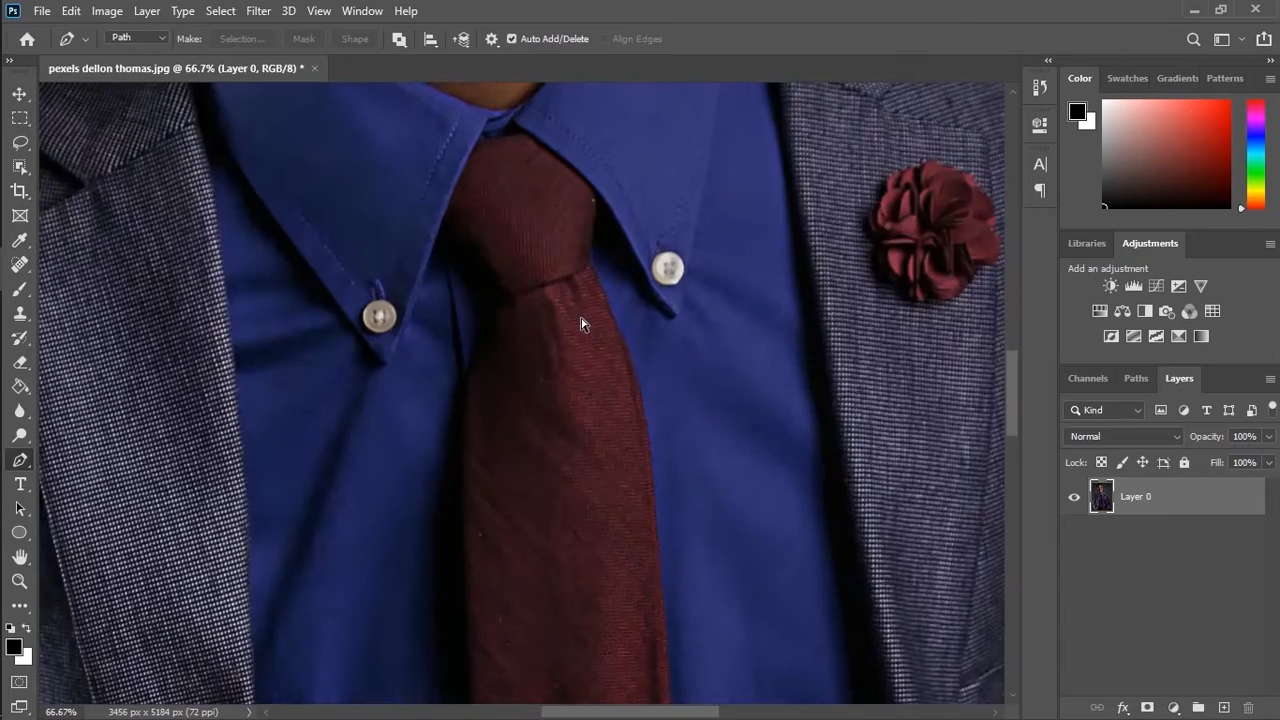 Ps File Edit Image Layer Type Select Filter 3D View Window Help
Path Make: Selection... Mask Shape Auto Add/Delete Align Edges
pexels dellon thomas.jpg @ 66.7% (Layer 0, RGB/8) *
Color Swatches Gradients Patterns
Libraries Adjustments
Add an adjustment
Channels Paths Layers
Kind
Normal Opacity: 100%
Lock: Fill: 100%
Layer 0
66.67% 3456 px x 5184 px (72 ppi)